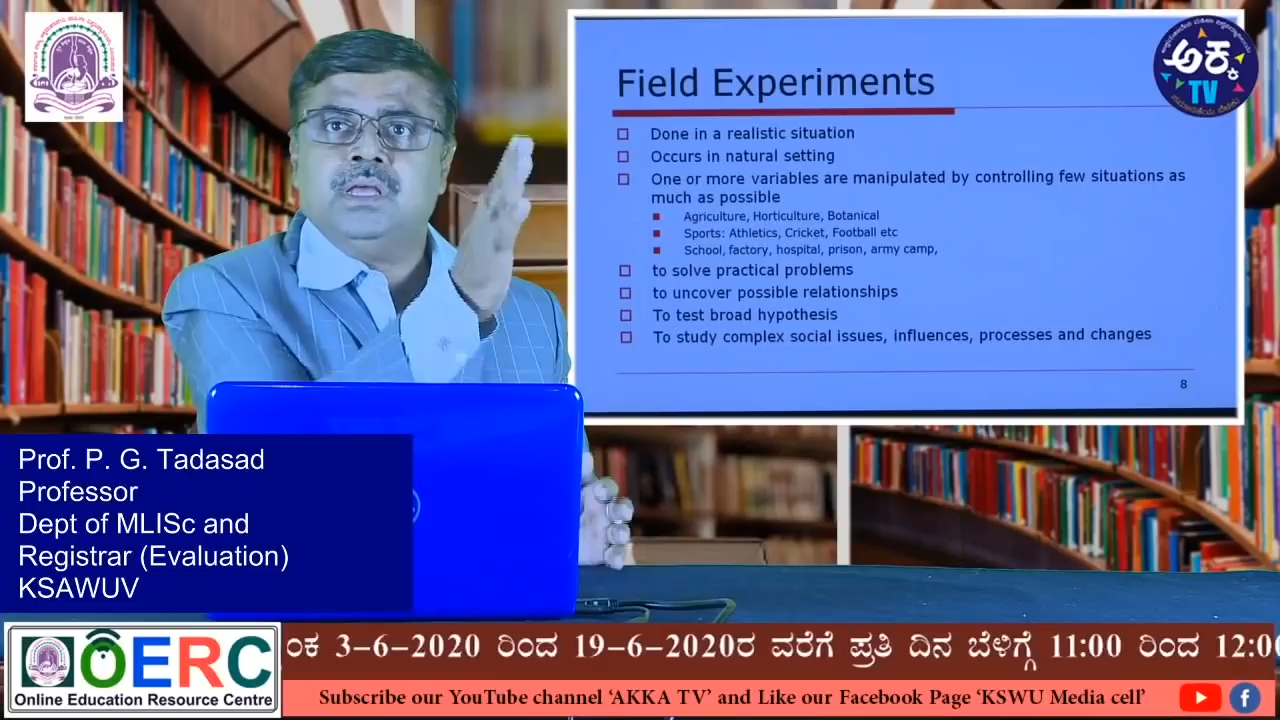 Field Experiments
Done in a realistic situation
Occurs in natural setting
One or more variables are manipulated by controlling few situations as
much as possible
Agriculture, Horticulture, Botanical
Sports: Athletics, Cricket, Football etc
School, factory, hospital, prison, army camp,
to solve practical problems
to uncover possible relationships
To test broad hypothesis
To study complex social issues, influences, processes and changes
8
ಅಕ್ಕ
TV
Prof. P. G. Tadasad
Professor
Dept of MLISc and
Registrar (Evaluation)
KSAWUV
OERC
Online Education Resource Centre
ಂಕ 3-6-2020 ರಿಂದ 19-6-2020ರ ವರೆಗೆ ಪ್ರತಿ ದಿನ ಬೆಳಿಗ್ಗೆ 11:00 ರಿಂದ 12:00
Subscribe our YouTube channel ‘AKKA TV’ and Like our Facebook Page ‘KSWU Media cell’